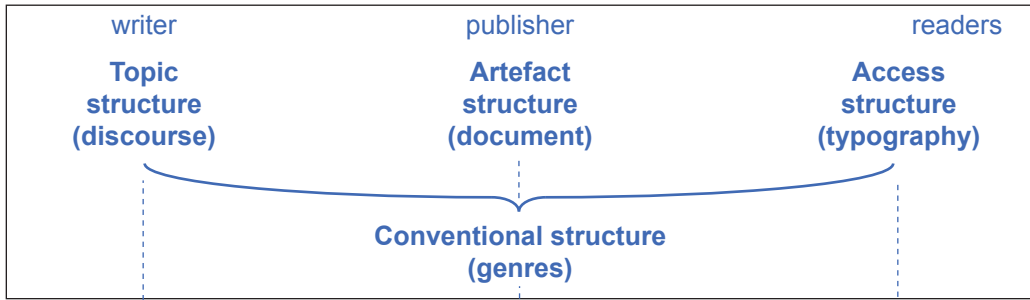 writer publisher readers
Topic structure (discourse)
Artefact structure (document)
Access structure (typography)
Conventional structure
(genres)